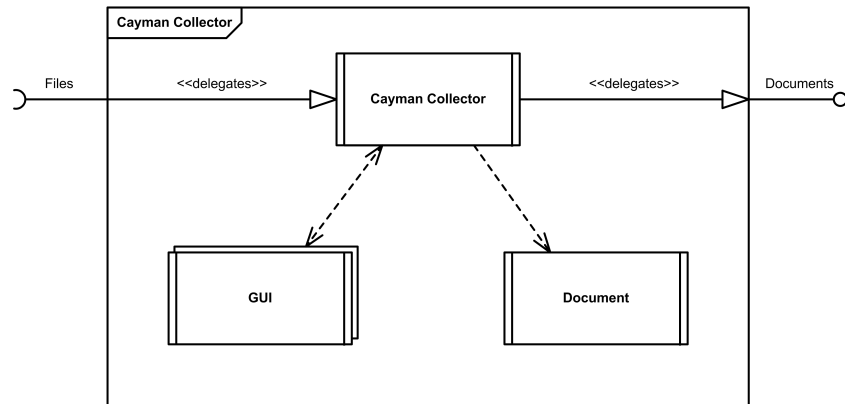 Cayman Collector
Files
<<delegates>>
Cayman Collector
<<delegates>>
Documents
GUI
Document